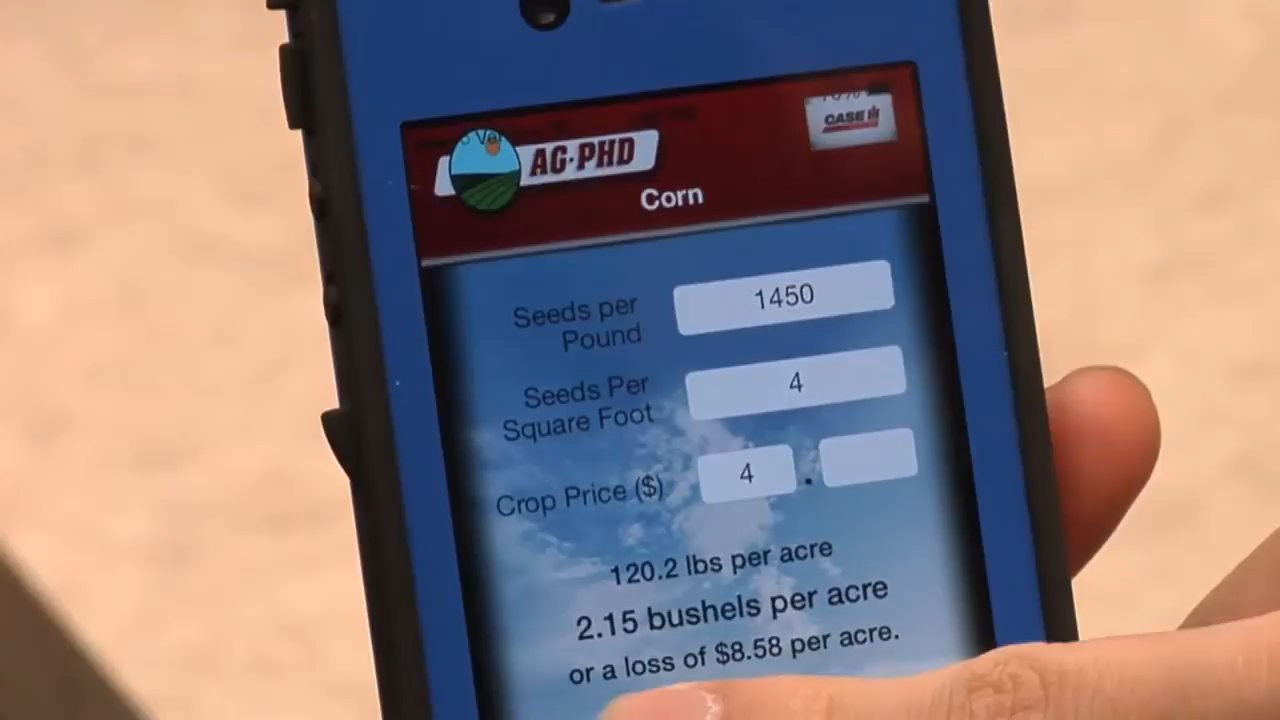 AG·PHD
CASE IH
Corn
Seeds per
Pound
1450
Seeds Per
Square Foot
4
Crop Price ($)
4 .
120.2 lbs per acre
2.15 bushels per acre
or a loss of $8.58 per acre.